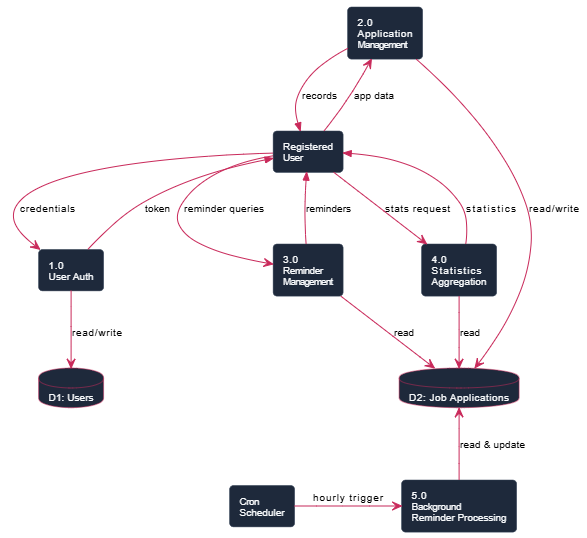 2.0
Application
Management
records
app data
Registered
User
credentials
token
reminder queries
reminders
stats request
statistics
read/write
1.0
User Auth
3.0
Reminder
Management
4.0
Statistics
Aggregation
read/write
read
read
D1: Users
D2: Job Applications
read & update
Cron
Scheduler
hourly trigger
5.0
Background
Reminder Processing